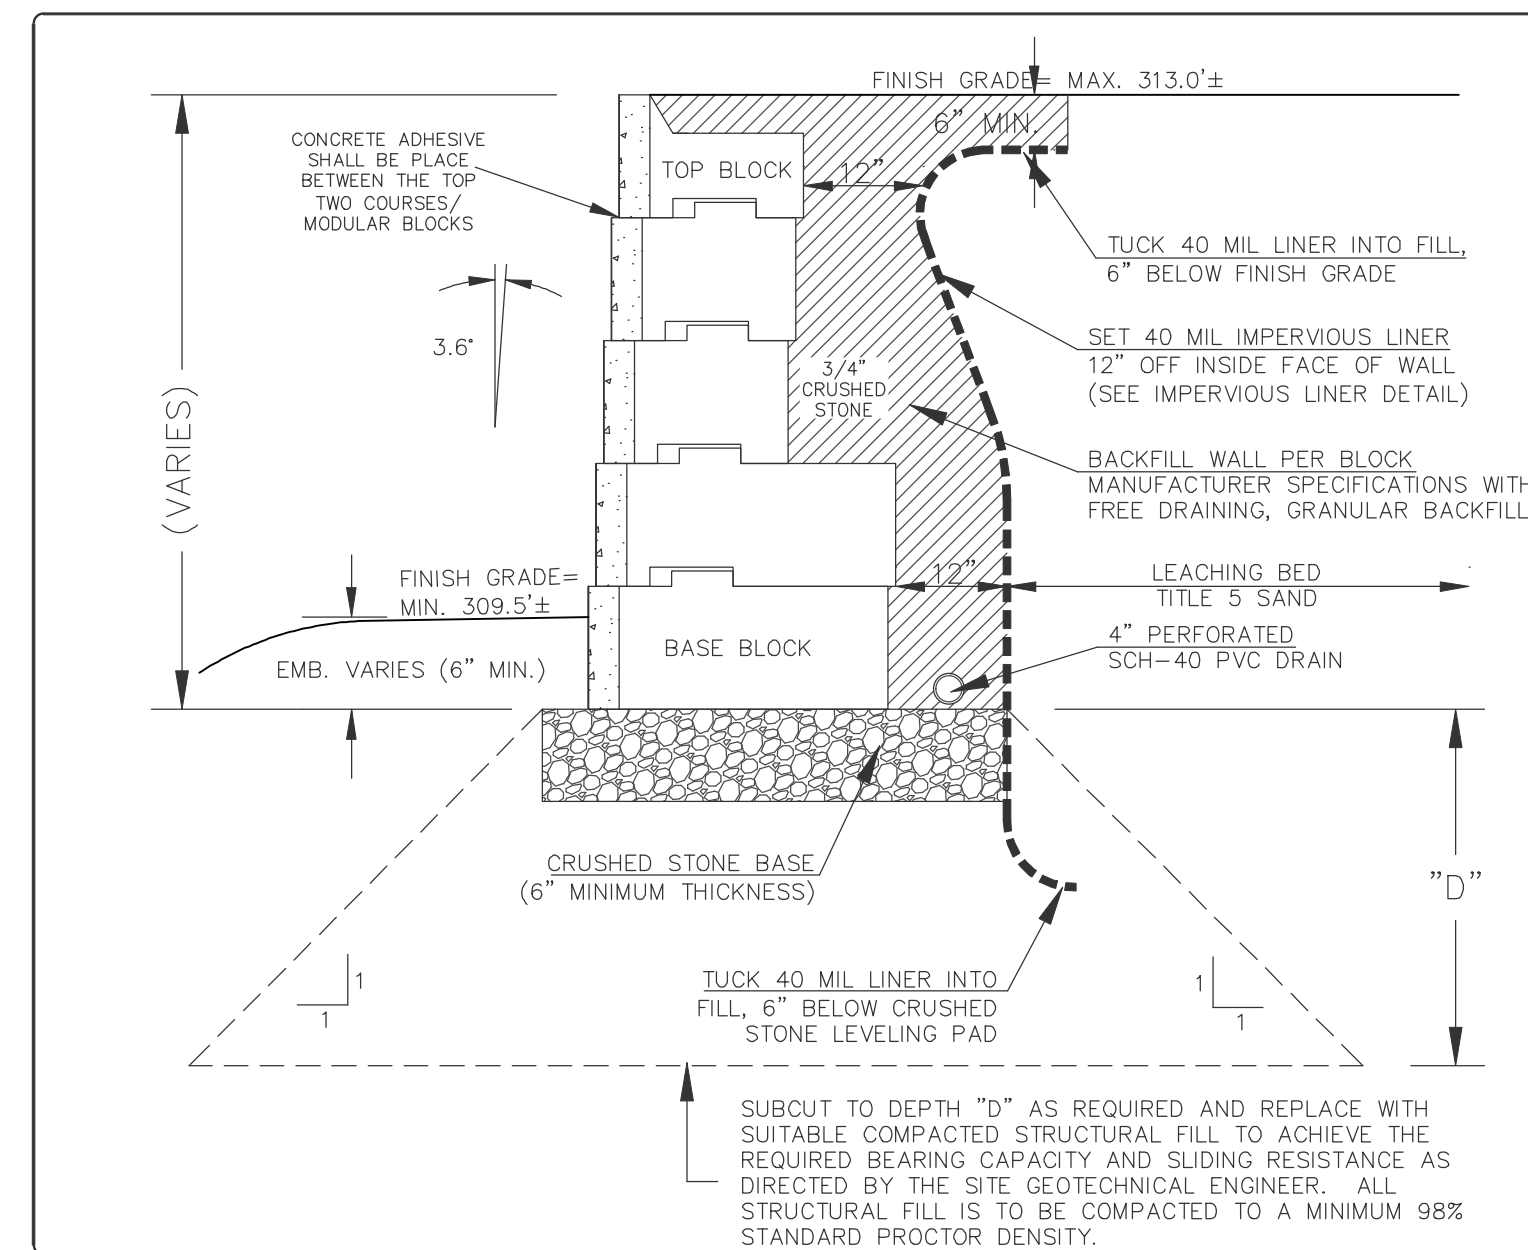 FINISH GRADE= MAX. 313.0'±
6" MIN.
CONCRETE ADHESIVE
SHALL BE PLACE
BETWEEN THE TOP
TWO COURSES/
MODULAR BLOCKS
TOP BLOCK
12"
TUCK 40 MIL LINER INTO FILL,
6" BELOW FINISH GRADE
3.6°
SET 40 MIL IMPERVIOUS LINER
12" OFF INSIDE FACE OF WALL
(SEE IMPERVIOUS LINER DETAIL)
3/4"
CRUSHED
STONE
(VARIES)
BACKFILL WALL PER BLOCK
MANUFACTURER SPECIFICATIONS WITH
FREE DRAINING, GRANULAR BACKFILL
FINISH GRADE=
MIN. 309.5'±
12"
LEACHING BED
TITLE 5 SAND
4" PERFORATED
SCH-40 PVC DRAIN
BASE BLOCK
EMB. VARIES (6" MIN.)
CRUSHED STONE BASE
(6" MINIMUM THICKNESS)
"D"
TUCK 40 MIL LINER INTO
FILL, 6" BELOW CRUSHED
STONE LEVELING PAD
1
1
1
1
SUBCUT TO DEPTH "D" AS REQUIRED AND REPLACE WITH
SUITABLE COMPACTED STRUCTURAL FILL TO ACHIEVE THE
REQUIRED BEARING CAPACITY AND SLIDING RESISTANCE AS
DIRECTED BY THE SITE GEOTECHNICAL ENGINEER. ALL
STRUCTURAL FILL IS TO BE COMPACTED TO A MINIMUM 98%
STANDARD PROCTOR DENSITY.